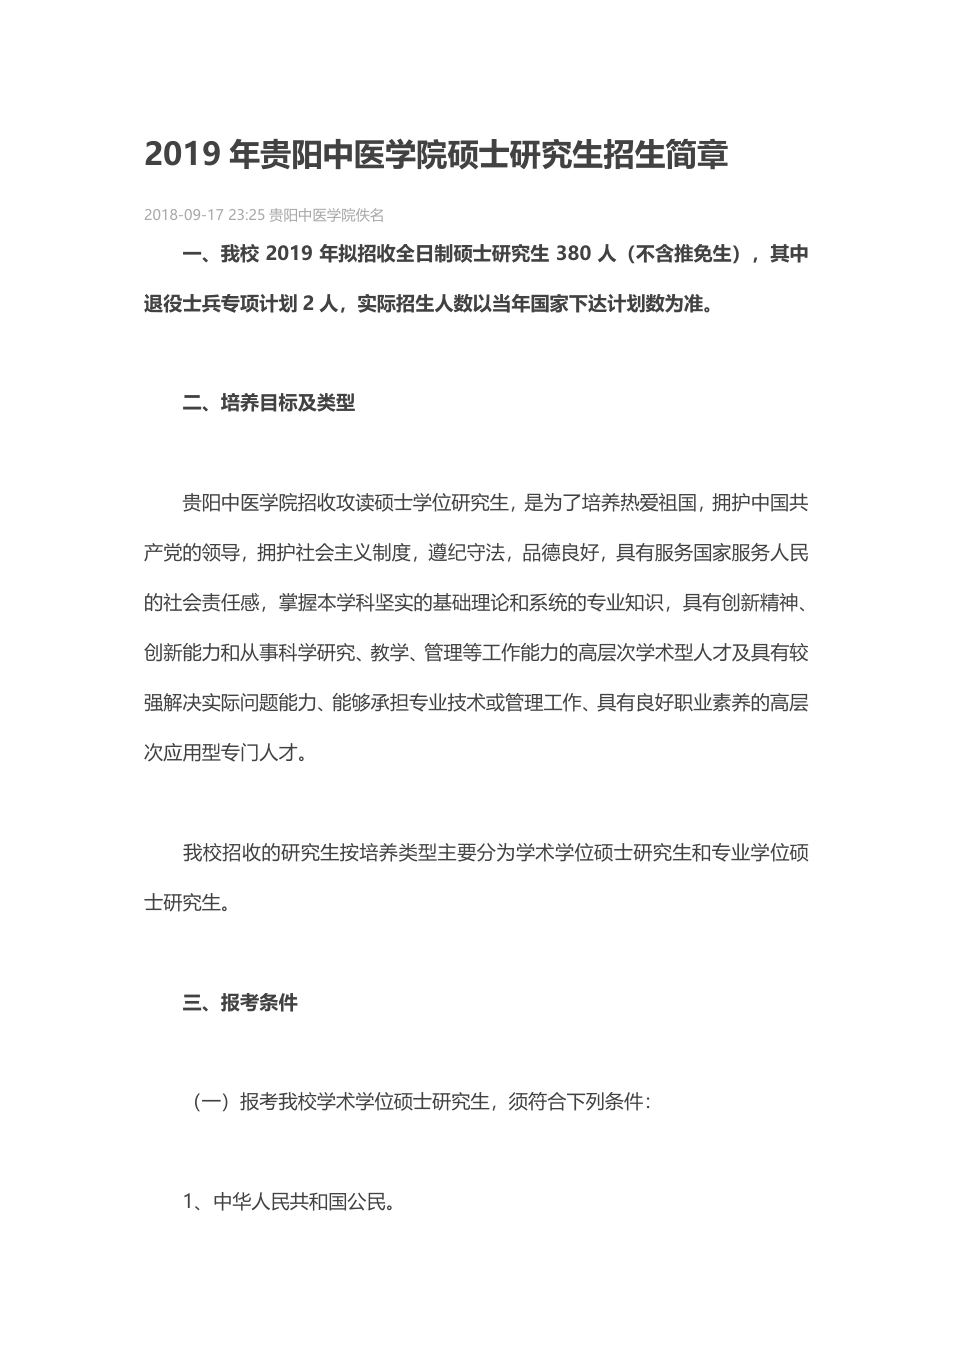 2019 年贵阳中医学院硕士研究生招生简章
2018-09-17 23:25 贵阳中医学院佚名
一、我校 2019 年拟招收全日制硕士研究生 380 人（不含推免生），其中
退役士兵专项计划 2 人，实际招生人数以当年国家下达计划数为准。
二、培养目标及类型
贵阳中医学院招收攻读硕士学位研究生，是为了培养热爱祖国，拥护中国共
产党的领导，拥护社会主义制度，遵纪守法，品德良好，具有服务国家服务人民
的社会责任感，掌握本学科坚实的基础理论和系统的专业知识，具有创新精神、
创新能力和从事科学研究、教学、管理等工作能力的高层次学术型人才及具有较
强解决实际问题能力、能够承担专业技术或管理工作、具有良好职业素养的高层
次应用型专门人才。
我校招收的研究生按培养类型主要分为学术学位硕士研究生和专业学位硕
士研究生。
三、报考条件
（一）报考我校学术学位硕士研究生，须符合下列条件：
1、中华人民共和国公民。